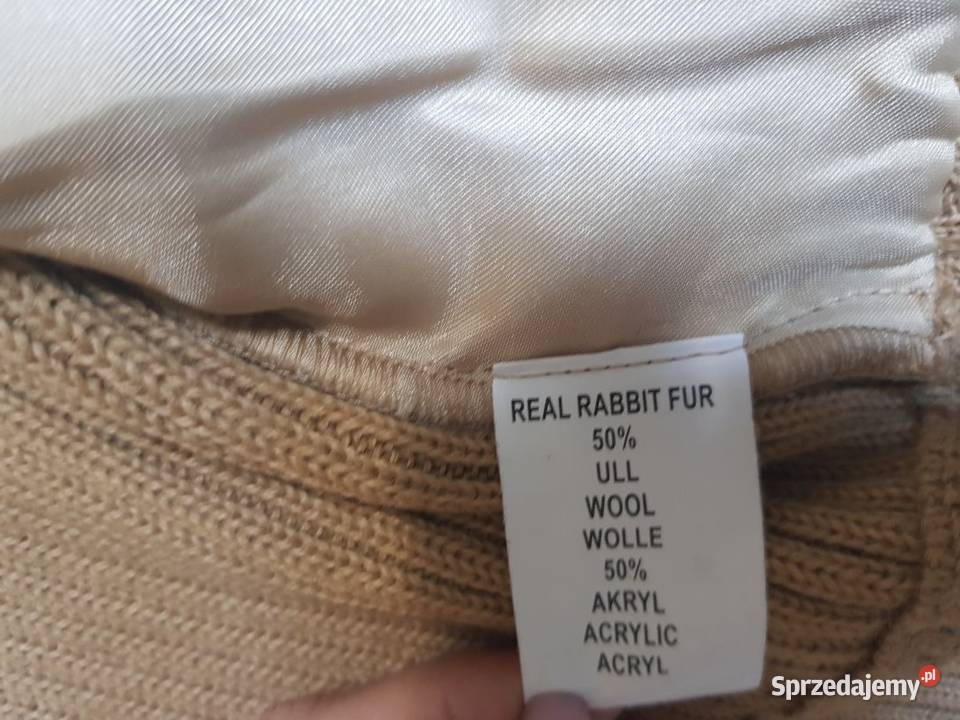 REAL RABBIT FUR
50%
ULL
WOOL
WOLLE
50%
AKRYL
ACRYLIC
ACRYL
Sprzedajemy.pl